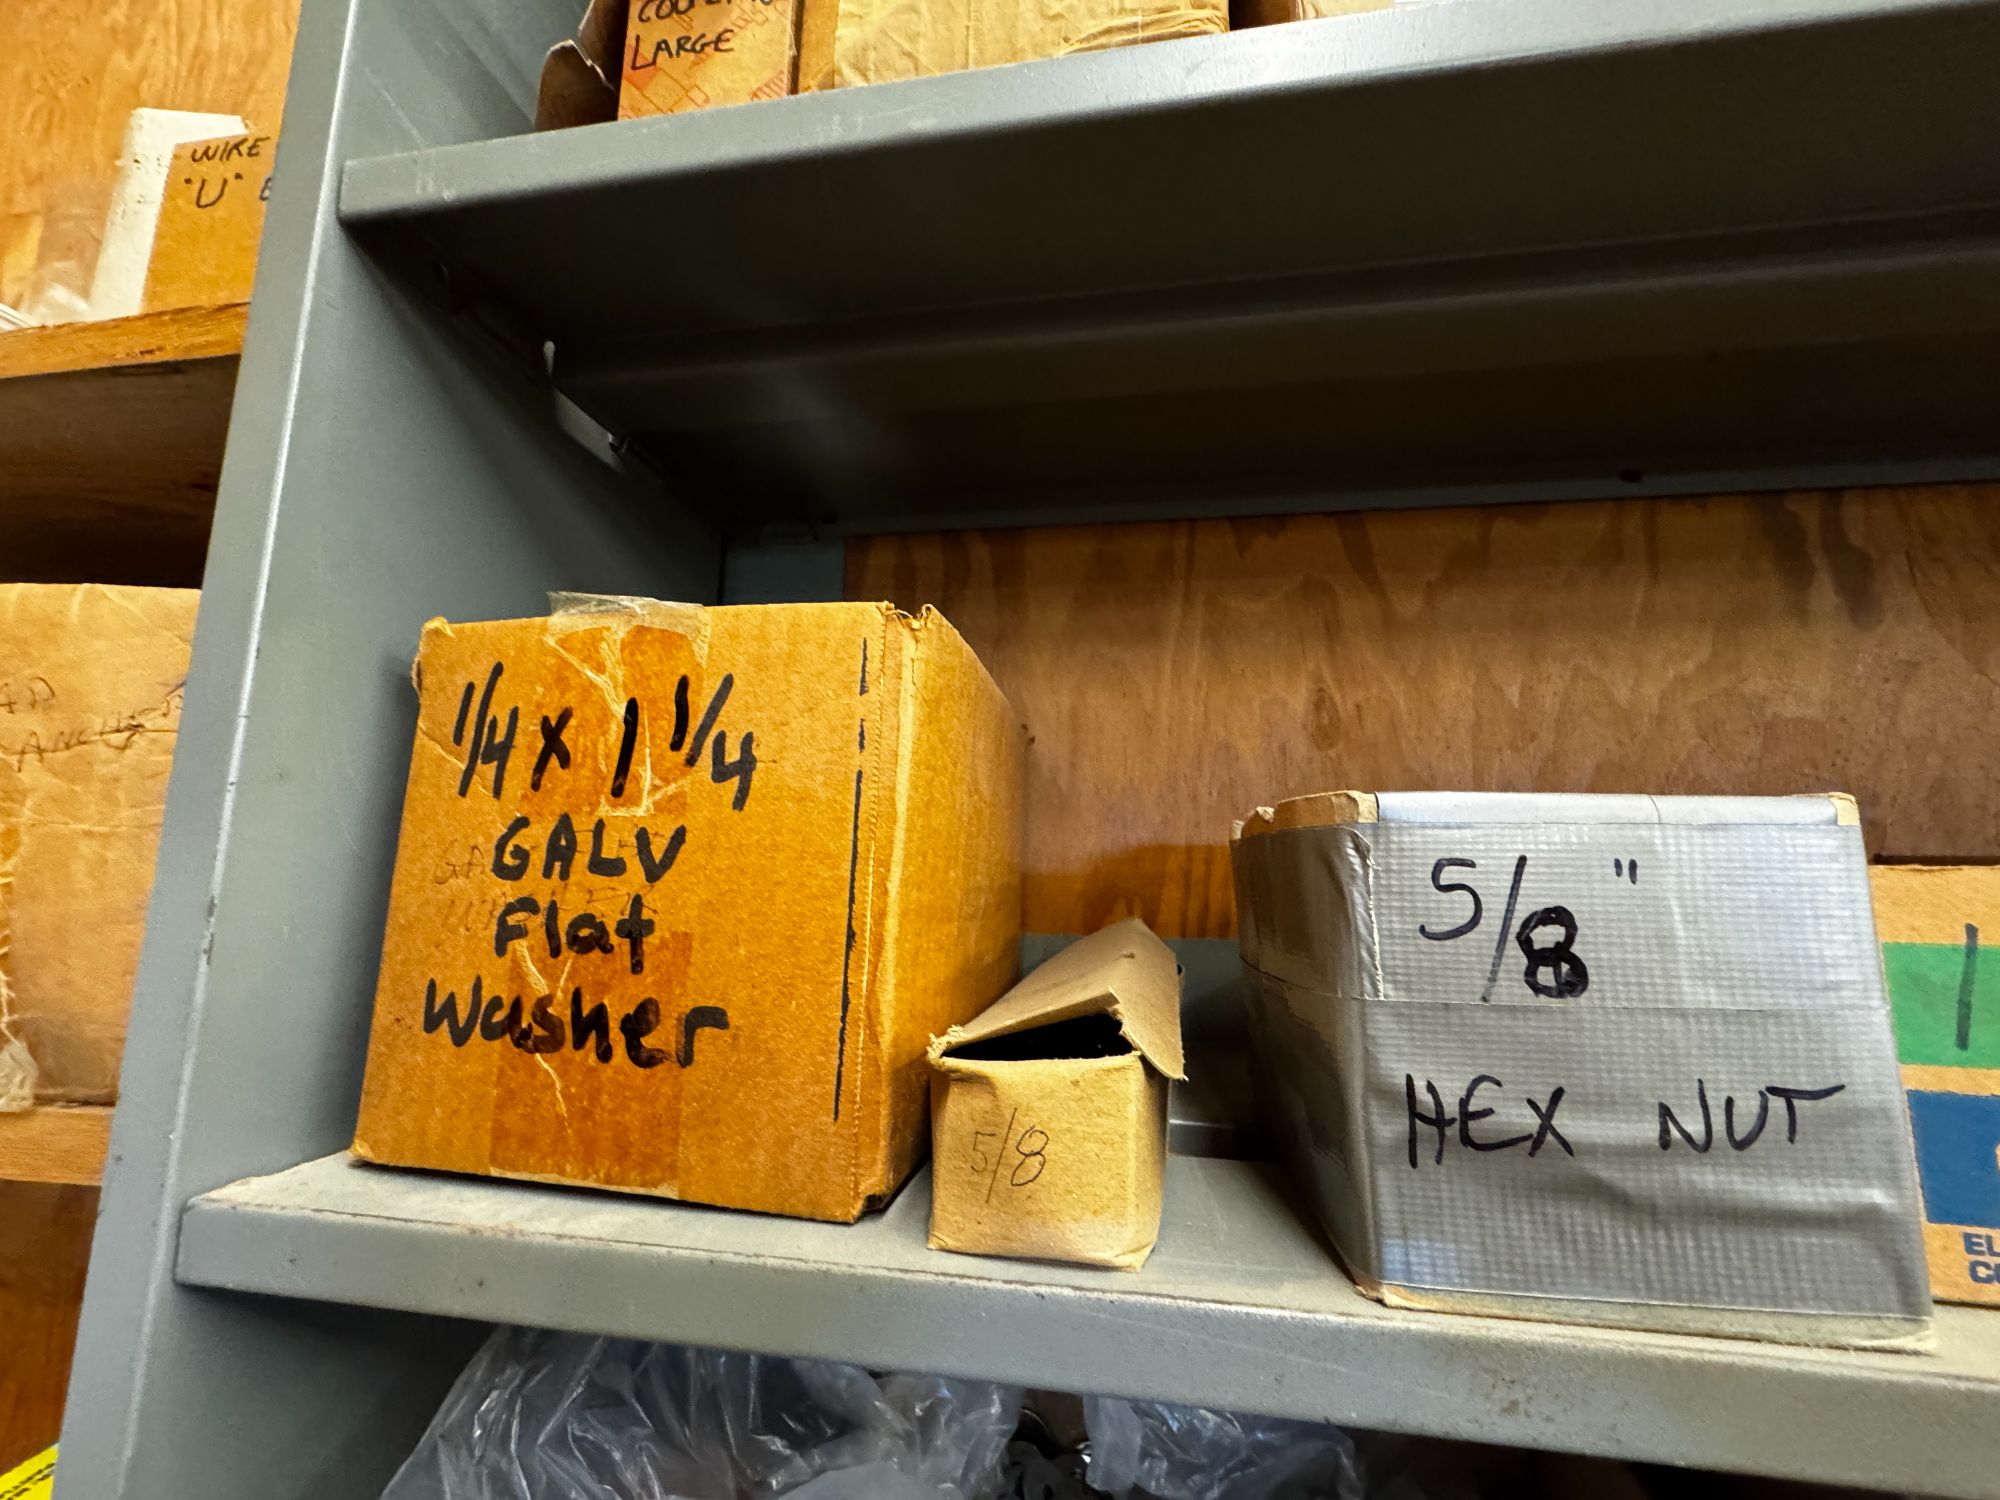 LARGE
WIRE
"U"
1/4 X 1 1/4
GALV
Flat
Washer
5/8
5/8"
HEX NUT